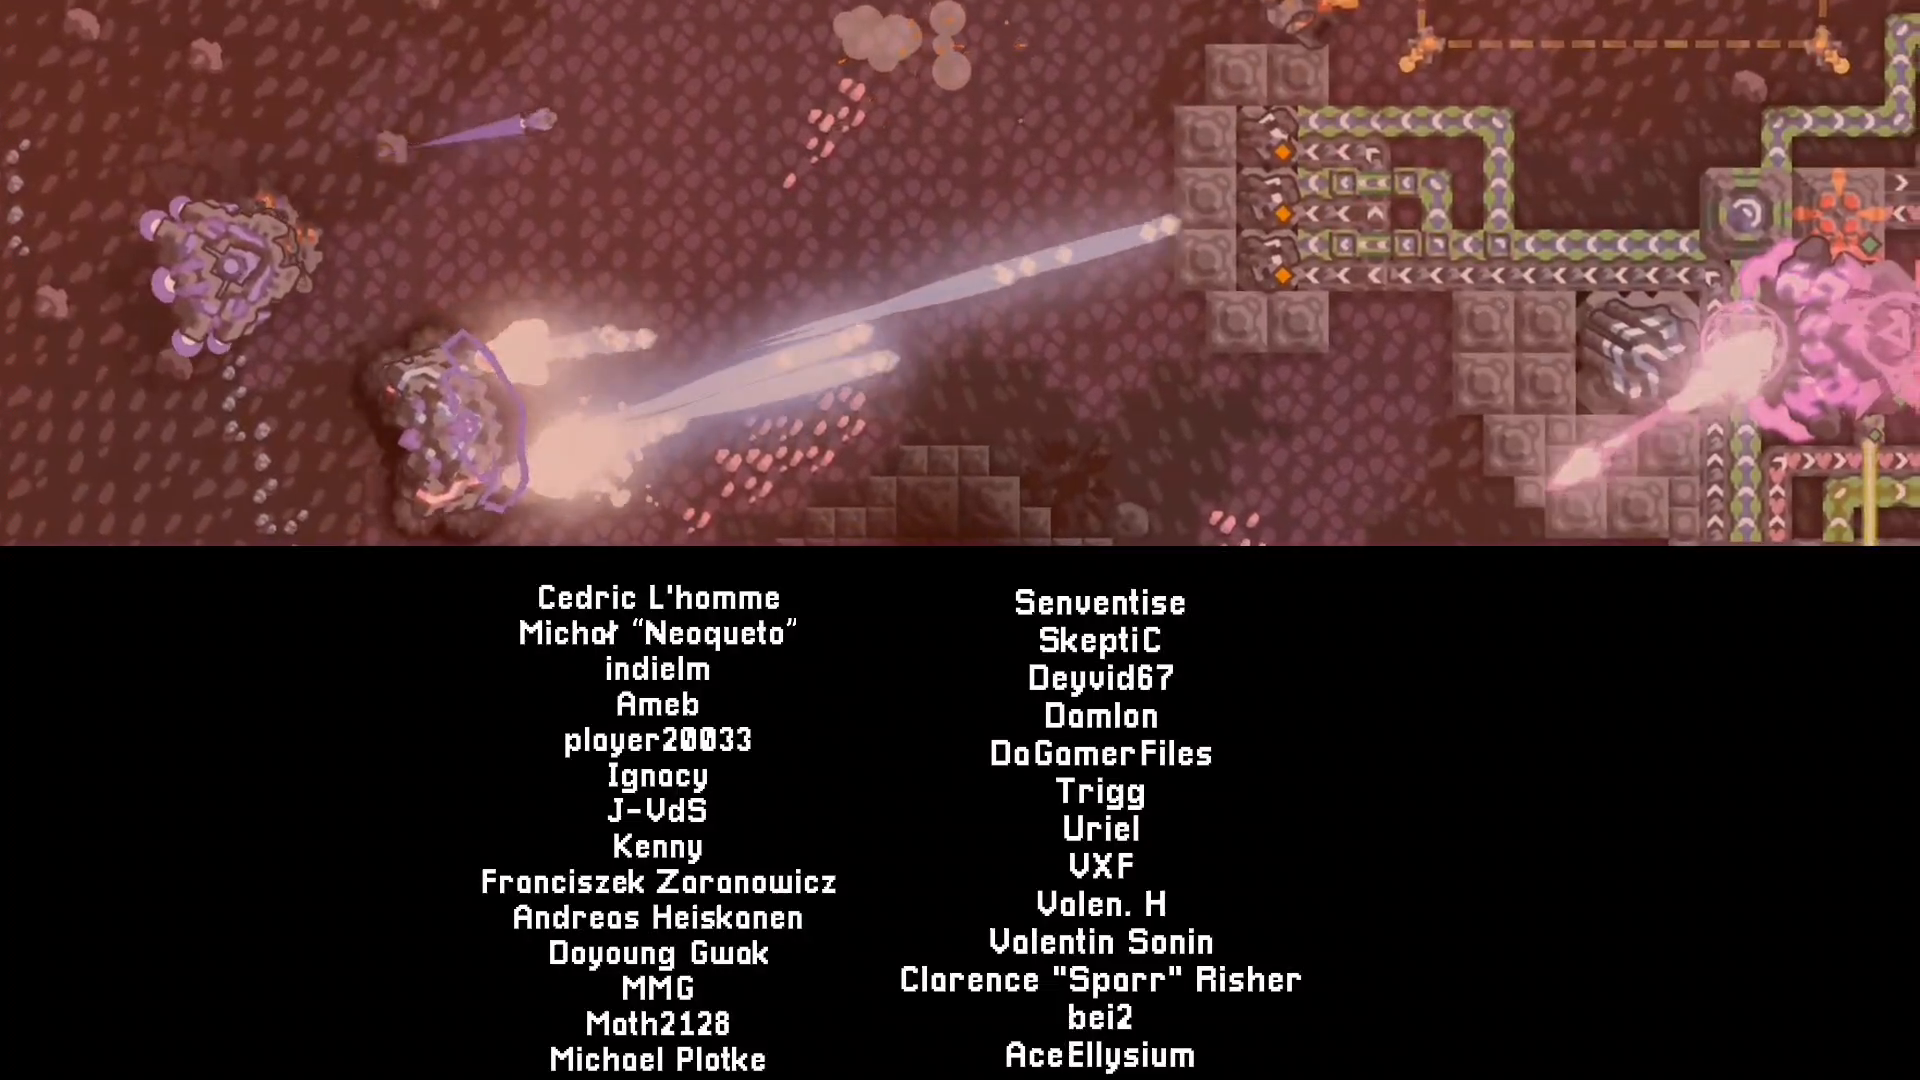 Cedric L'homme
Michał “Neoqueto”
indielm
Ameb
player20033
Ignacy
J-VdS
Kenny
Franciszek Zaranowicz
Andreas Heiskanen
Doyoung Gwak
MMG
Math2128
Michael Plotke
Senventise
SkeptiC
Deyvid67
Damlon
DaGamerFiles
Trigg
Uriel
VXF
Valen. H
Valentin Sonin
Clarence "Sparr" Risher
bei2
AceEllysium